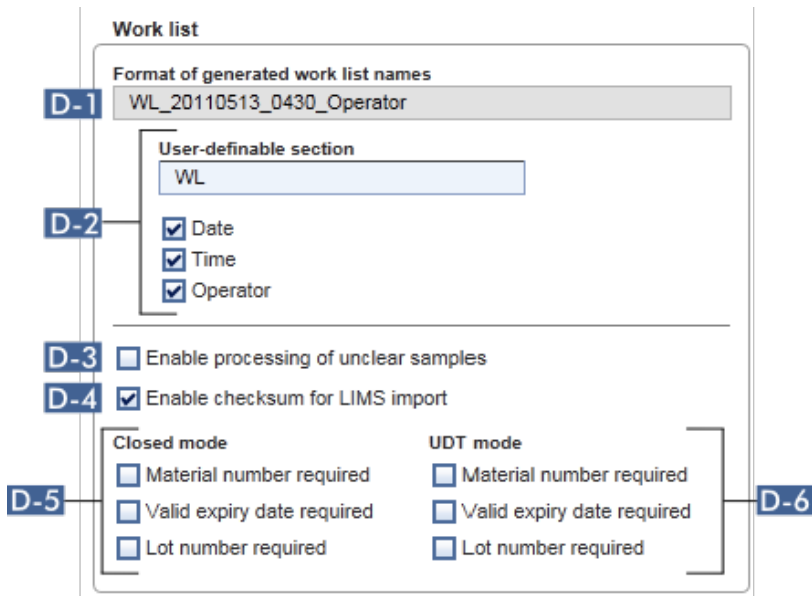 Work list
Format of generated work list names
D-1 WL_20110513_0430_Operator
User-definable section
WL
D-2
Date
Time
Operator
D-3 Enable processing of unclear samples
D-4 Enable checksum for LIMS import
Closed mode UDT mode
Material number required Material number required
D-5 Valid expiry date required Valid expiry date required D-6
Lot number required Lot number required